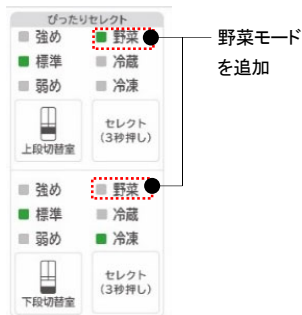 ぴったりセレクト
強め 野菜
標準 冷蔵
弱め 冷凍
上段切替室
セレクト
(3秒押し)
強め 野菜
標準 冷蔵
弱め 冷凍
下段切替室
セレクト
(3秒押し)
野菜モード
を追加